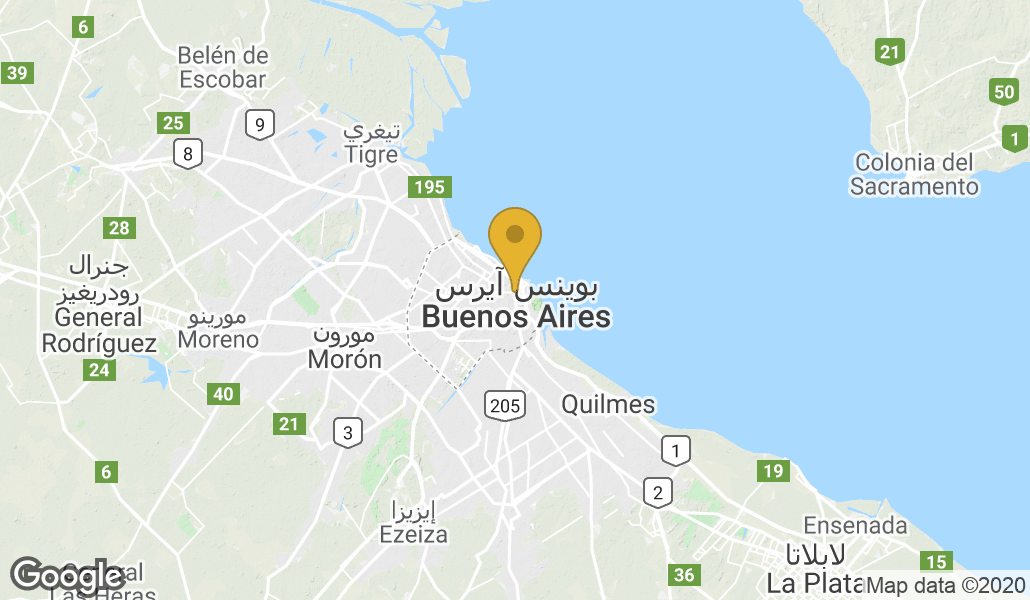 6
Belén de
Escobar
21
39
50
25
9
تيغري
Tigre
1
8
Colonia del
Sacramento
195
28
جنرال
رودريغيز
General
Rodríguez
بوينس آيرس
Buenos Aires
مورينو
Moreno
مورون
Morón
24
40
205
Quilmes
21
3
1
6
19
2
إيزيزا
Ezeiza
Ensenada
لابلاتا
La Plata
15
36
Google
Las Heras
Map data ©2020